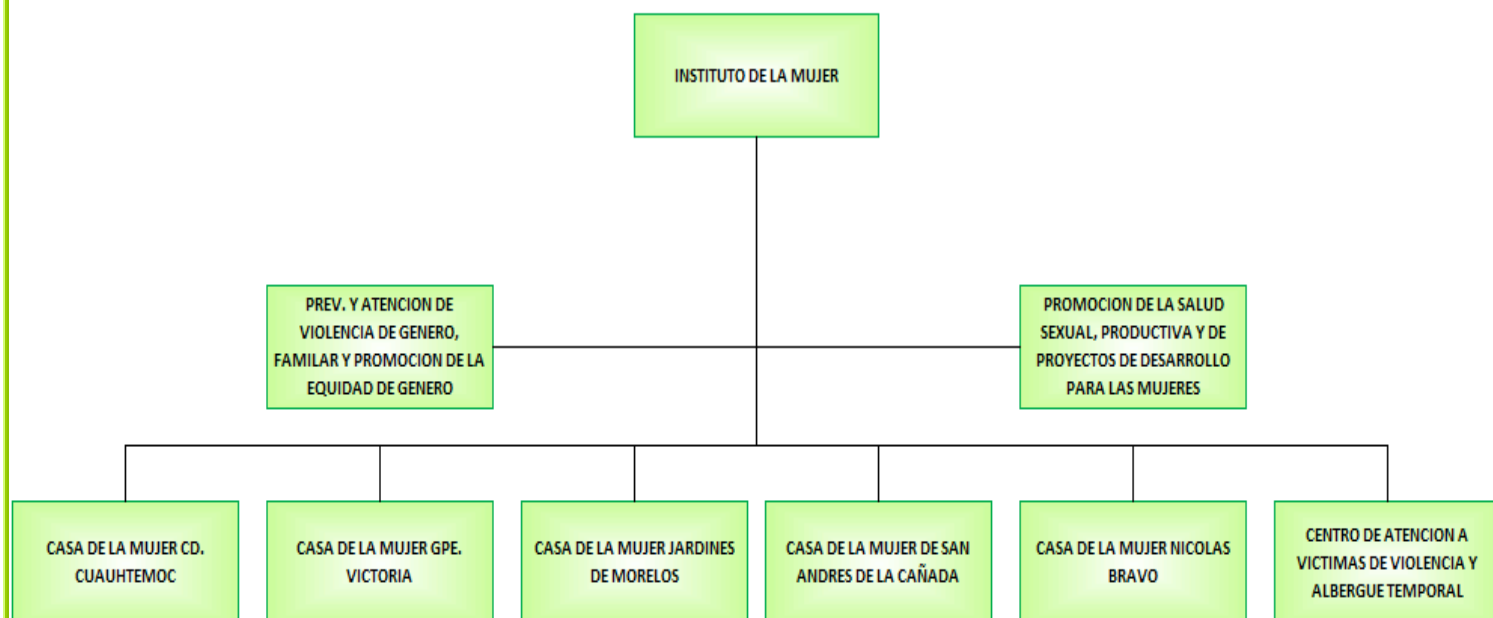 INSTITUTO DE LA MUJER
PREV. Y ATENCION DE
VIOLENCIA DE GENERO,
FAMILAR Y PROMOCION DE LA
EQUIDAD DE GENERO
PROMOCION DE LA SALUD
SEXUAL, PRODUCTIVA Y DE
PROYECTOS DE DESARROLLO
PARA LAS MUJERES
CASA DE LA MUJER CD.
CUAUHTEMOC
CASA DE LA MUJER GPE.
VICTORIA
CASA DE LA MUJER JARDINES
DE MORELOS
CASA DE LA MUJER DE SAN
ANDRES DE LA CAÑADA
CASA DE LA MUJER NICOLAS
BRAVO
CENTRO DE ATENCION A
VICTIMAS DE VIOLENCIA Y
ALBERGUE TEMPORAL